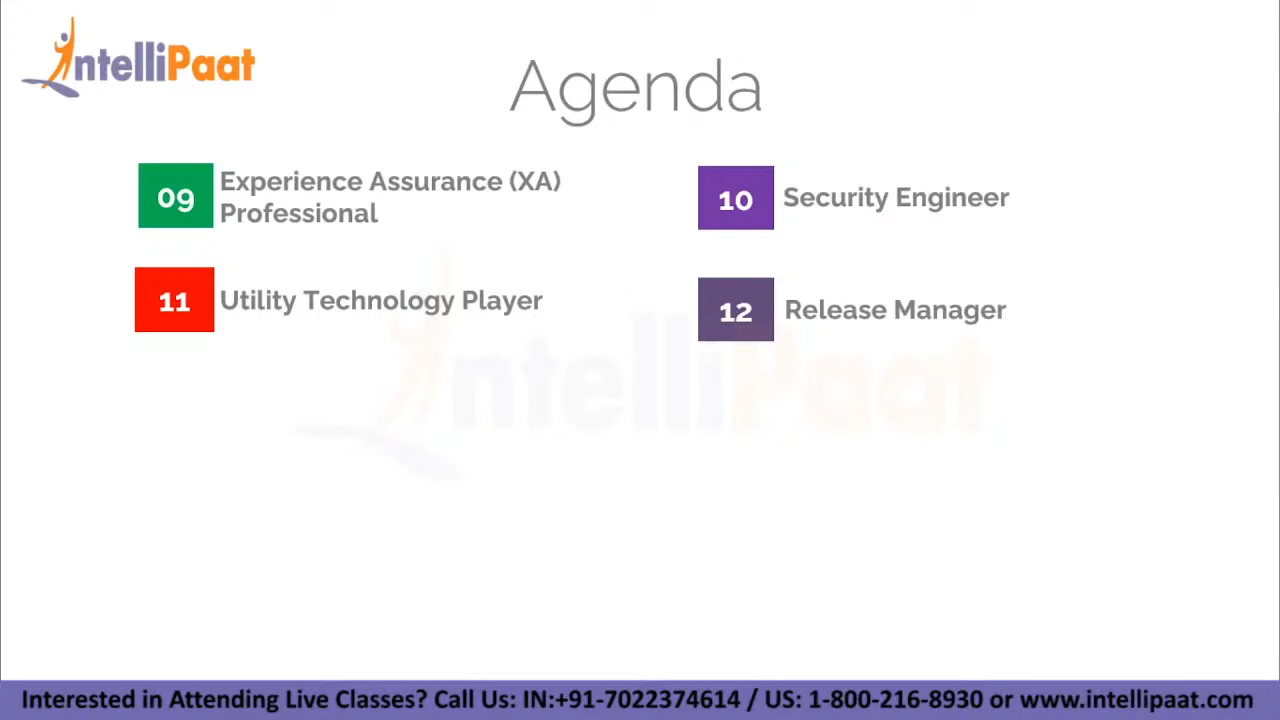 IntelliPaat
Agenda
09 Experience Assurance (XA)
Professional
10 Security Engineer
11 Utility Technology Player
12 Release Manager
IntelliPaat
Interested in Attending Live Classes? Call Us: IN:+91-7022374614 / US: 1-800-216-8930 or www.intellipaat.com